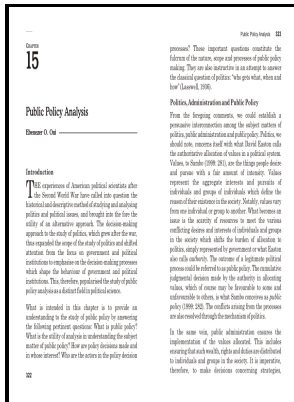 CHAPTER
15
Public Policy Analysis
Ebenezer O. Oni
Introduction
THE experiences of American political scientists after
the Second World War have called into question the
historical and descriptive method of studying and analysing
politics and political issues, and brought into the fore the
utility of an alternative approach. The decision-making
approach to the study of politics, which grew after the war,
thus expanded the scope of the study of politics and shifted
attention from the focus on government and political
institutions to emphasise on the decision-making processes
which shape the behaviour of government and political
institutions. This, therefore, popularised the study of public
policy analysis as a distinct field in political science.
What is intended in this chapter is to provide an
understanding to the study of public policy by answering
the following pertinent questions: What is public policy?
What is the utility of analysis in understanding the subject
matter of public policy? How are policy decisions made and
in whose interest? Who are the actors in the policy decision
322
Public Policy Analysis 323
processes? These important questions constitute the
fulcrum of the nature, scope and processes of public policy
making. They are also instructive in an attempt to answer
the classical question of politics: "who gets what, when and
how" (Lasswell, 1936).
Politics, Administration and Public Policy
From the foregoing comments, we could establish a
persuasive interconnection among the subject matters of
politics, public administration and public policy. Politics, we
should note, concerns itself with what David Easton calls
the authoritative allocation of values in a political system.
Values, to Sambo (1999: 281), are the things people desire
and pursue with a fair amount of intensity. Values
represent the aggregate interests and pursuits of
individuals and groups of individuals which define the
reason of their existence in the society. Notably, values vary
from one individual or group to another. What becomes an
issue is the scarcity of resources to meet the various
conflicting desires and interests of individuals and groups
in the society which shifts the burden of allocation to
politics, simply represented by government or what Easton
also calls authority. The outcome of a legitimate political
process could be referred to as public policy. The cumulative
judgmental decision made by the authority in allocating
values, which of course may be favourable to some and
unfavourable to others, is what Sambo conceives as public
policy (1999: 282). The conflicts arising from the processes
are also resolved through the mechanism of politics.
In the same vein, public administration ensures the
implementation of the values allocated. This includes
ensuring that such wealth, rights and duties are distributed
to individuals and groups in the society. It is imperative,
therefore, to make decisions concerning strategies,